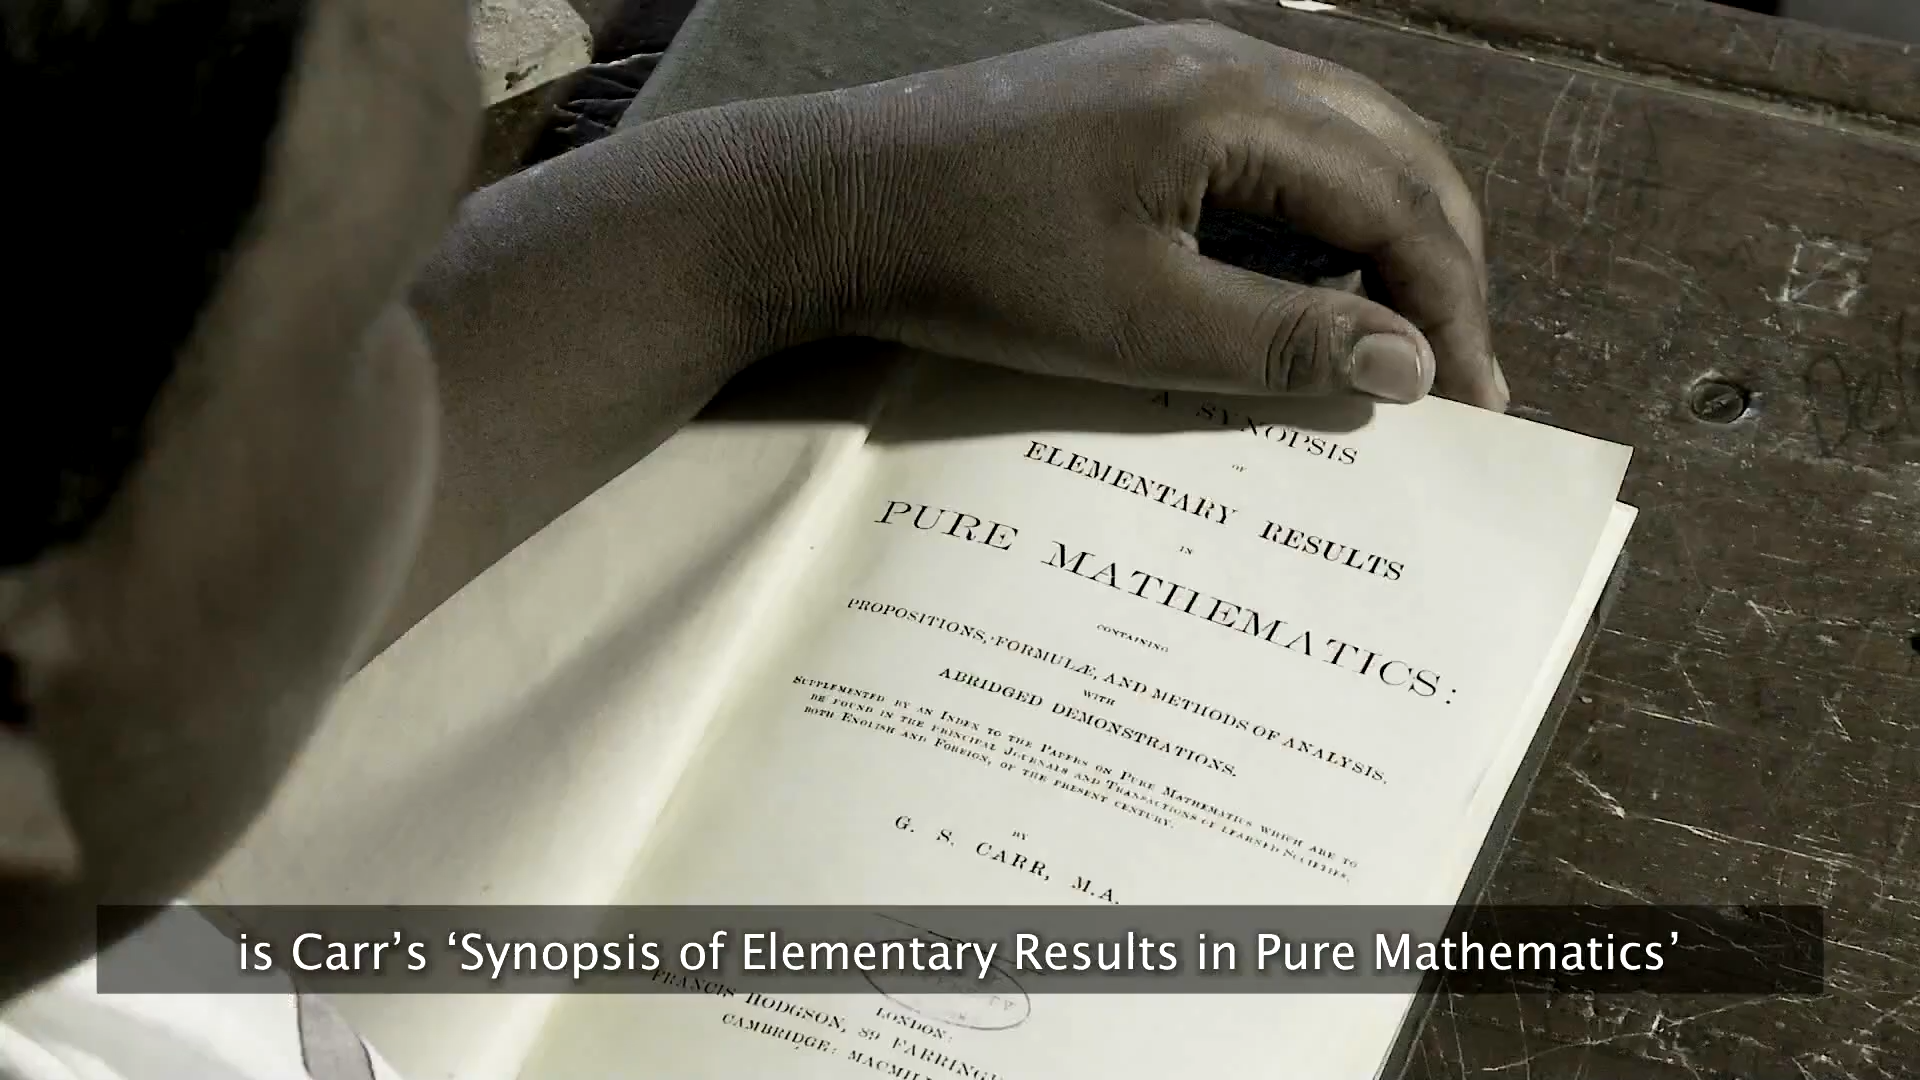 A SYNOPSIS
OF
ELEMENTARY RESULTS
IN
PURE MATHEMATICS:
CONTAINING
PROPOSITIONS, FORMULÆ, AND METHODS OF ANALYSIS,
WITH
ABRIDGED DEMONSTRATIONS.
SUPPLEMENTED BY AN INDEX TO THE PAPERS ON PURE MATHEMATICS WHICH ARE TO
BE FOUND IN THE PRINCIPAL JOURNALS AND TRANSACTIONS OF LEARNED SOCIETIES,
BOTH ENGLISH AND FOREIGN, OF THE PRESENT CENTURY.
BY
G. S. CARR, M.A.
is Carr’s ‘Synopsis of Elementary Results in Pure Mathematics’
LONDON:
FRANCIS HODGSON, 89 FARRING
CAMBRIDGE: MACMIL